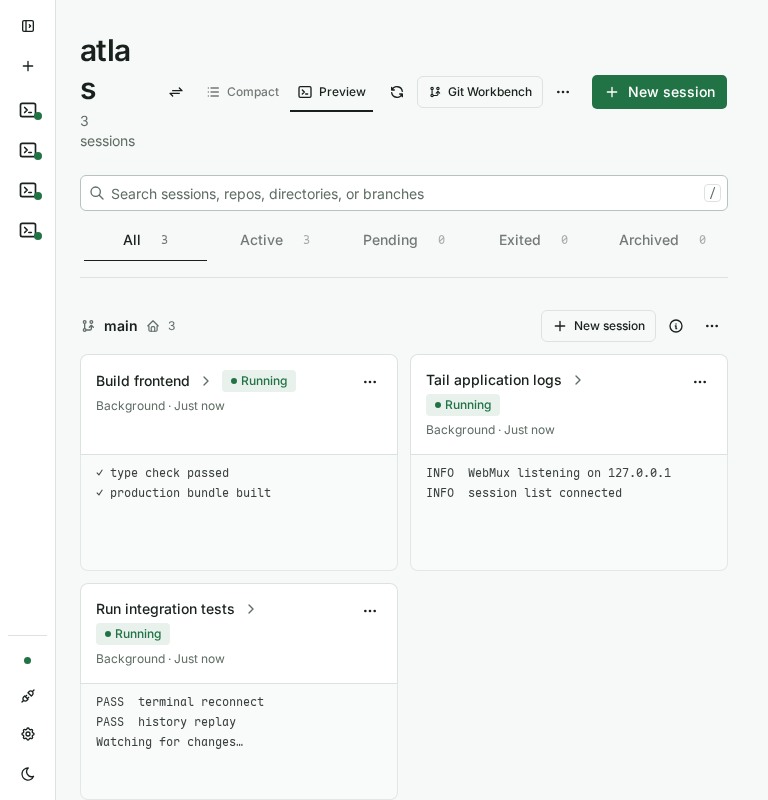 atla
s
3
sessions
Compact
Preview
Git Workbench
New session
Search sessions, repos, directories, or branches
/
All 3
Active 3
Pending 0
Exited 0
Archived 0
main 3
New session
Build frontend
Running
Background · Just now
✓ type check passed
✓ production bundle built
Tail application logs
Running
Background · Just now
INFO WebMux listening on 127.0.0.1
INFO session list connected
Run integration tests
Running
Background · Just now
PASS terminal reconnect
PASS history replay
Watching for changes…